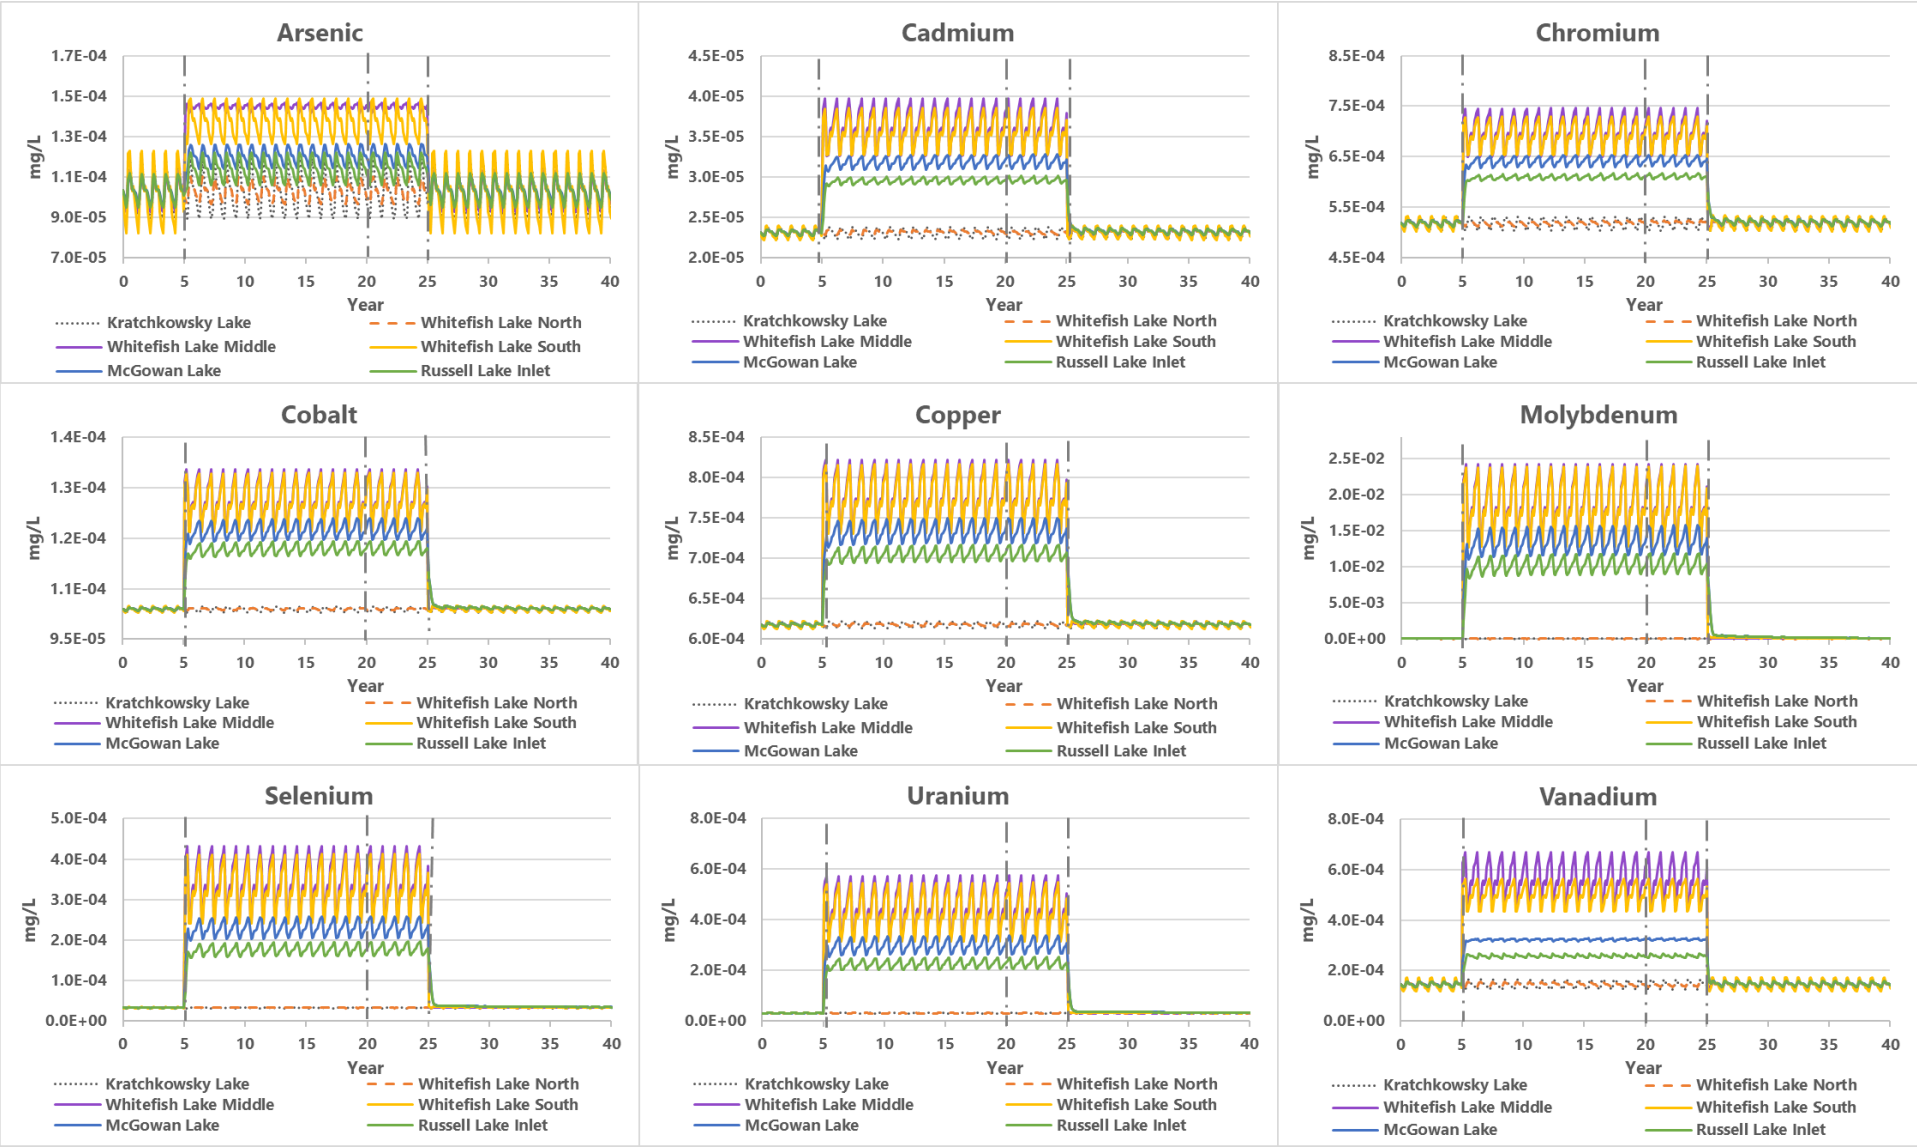 Arsenic
1.7E-04
1.5E-04
1.3E-04
1.1E-04
9.0E-05
7.0E-05
mg/L
0 5 10 15 20 25 30 35 40
Year
Kratchkowsky Lake Whitefish Lake North
Whitefish Lake Middle Whitefish Lake South
McGowan Lake Russell Lake Inlet
Cadmium
4.5E-05
4.0E-05
3.5E-05
3.0E-05
2.5E-05
2.0E-05
mg/L
0 5 10 15 20 25 30 35 40
Year
Kratchkowsky Lake Whitefish Lake North
Whitefish Lake Middle Whitefish Lake South
McGowan Lake Russell Lake Inlet
Chromium
8.5E-04
7.5E-04
6.5E-04
5.5E-04
4.5E-04
mg/L
0 5 10 15 20 25 30 35 40
Year
Kratchkowsky Lake Whitefish Lake North
Whitefish Lake Middle Whitefish Lake South
McGowan Lake Russell Lake Inlet
Cobalt
1.4E-04
1.3E-04
1.2E-04
1.1E-04
9.5E-05
mg/L
0 5 10 15 20 25 30 35 40
Year
Kratchkowsky Lake Whitefish Lake North
Whitefish Lake Middle Whitefish Lake South
McGowan Lake Russell Lake Inlet
Copper
8.5E-04
8.0E-04
7.5E-04
7.0E-04
6.5E-04
6.0E-04
mg/L
0 5 10 15 20 25 30 35 40
Year
Kratchkowsky Lake Whitefish Lake North
Whitefish Lake Middle Whitefish Lake South
McGowan Lake Russell Lake Inlet
Molybdenum
2.5E-02
2.0E-02
1.5E-02
1.0E-02
5.0E-03
0.0E+00
mg/L
0 5 10 15 20 25 30 35 40
Year
Kratchkowsky Lake Whitefish Lake North
Whitefish Lake Middle Whitefish Lake South
McGowan Lake Russell Lake Inlet
Selenium
5.0E-04
4.0E-04
3.0E-04
2.0E-04
1.0E-04
0.0E+00
mg/L
0 5 10 15 20 25 30 35 40
Year
Kratchkowsky Lake Whitefish Lake North
Whitefish Lake Middle Whitefish Lake South
McGowan Lake Russell Lake Inlet
Uranium
8.0E-04
6.0E-04
4.0E-04
2.0E-04
0.0E+00
mg/L
0 5 10 15 20 25 30 35 40
Year
Kratchkowsky Lake Whitefish Lake North
Whitefish Lake Middle Whitefish Lake South
McGowan Lake Russell Lake Inlet
Vanadium
8.0E-04
6.0E-04
4.0E-04
2.0E-04
0.0E+00
mg/L
0 5 10 15 20 25 30 35 40
Year
Kratchkowsky Lake Whitefish Lake North
Whitefish Lake Middle Whitefish Lake South
McGowan Lake Russell Lake Inlet